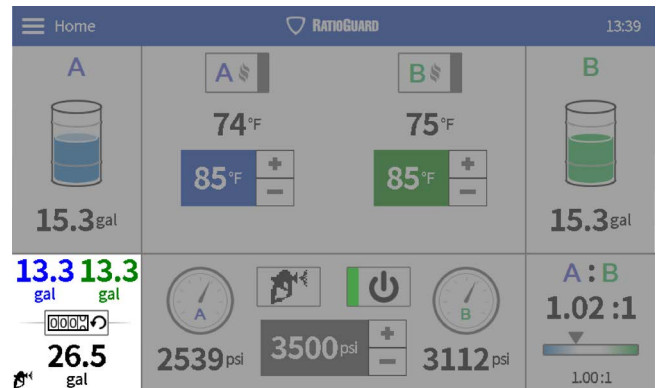 Home RATIOGUARD 13:39
A A B B
74°F 75°F
85°F + − 85°F + −
15.3gal 15.3gal
13.3 gal 13.3 gal A:B
000 A B 1.02 :1
26.5 gal 2539psi 3500psi + − 3112psi
1.00:1